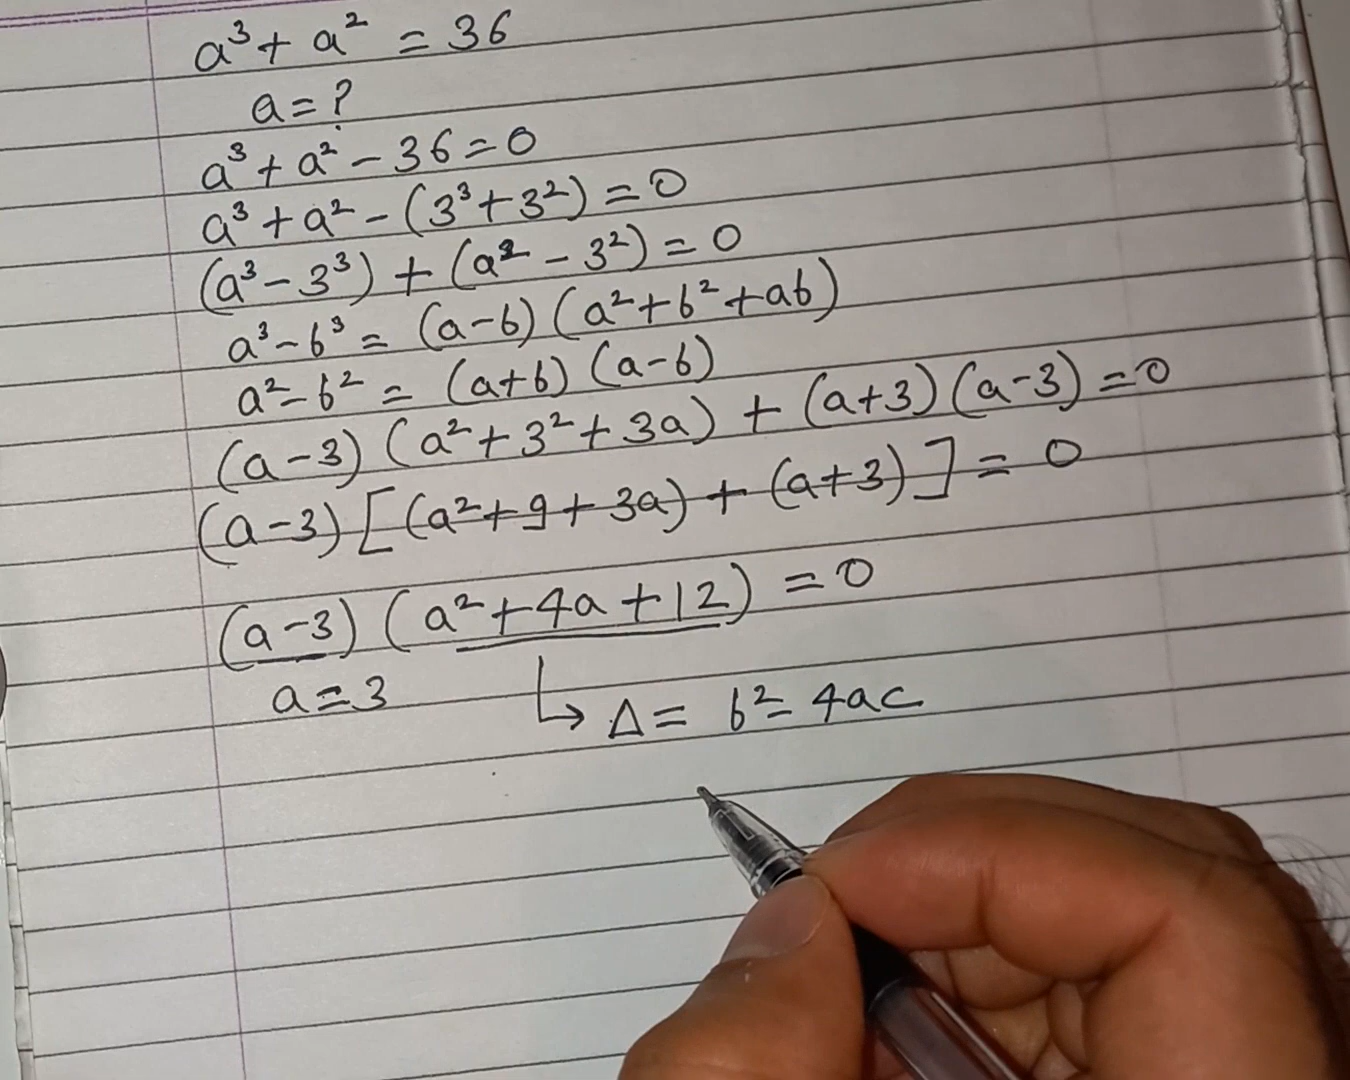 a³ + a² = 36
a = ?
a³ + a² - 36 = 0
a³ + a² - (3³ + 3²) = 0
(a³ - 3³) + (a² - 3²) = 0
a³ - b³ = (a - b) (a² + b² + ab)
a² - b² = (a + b) (a - b)
(a - 3) (a² + 3² + 3a) + (a + 3) (a - 3) = 0
(a - 3) [(a² + 9 + 3a) + (a + 3)] = 0
(a - 3) (a² + 4a + 12) = 0
a = 3 ↳ Δ = b² - 4ac